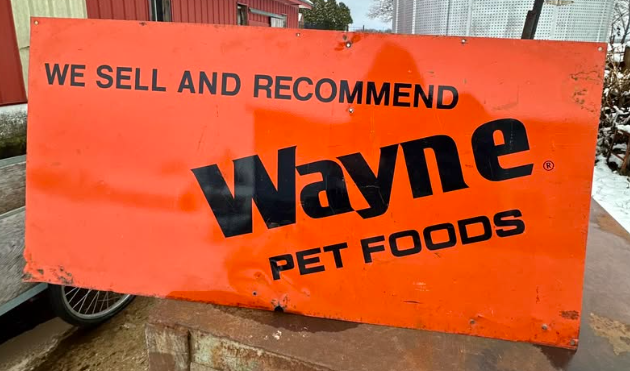 WE SELL AND RECOMMEND
Wayne®
PET FOODS